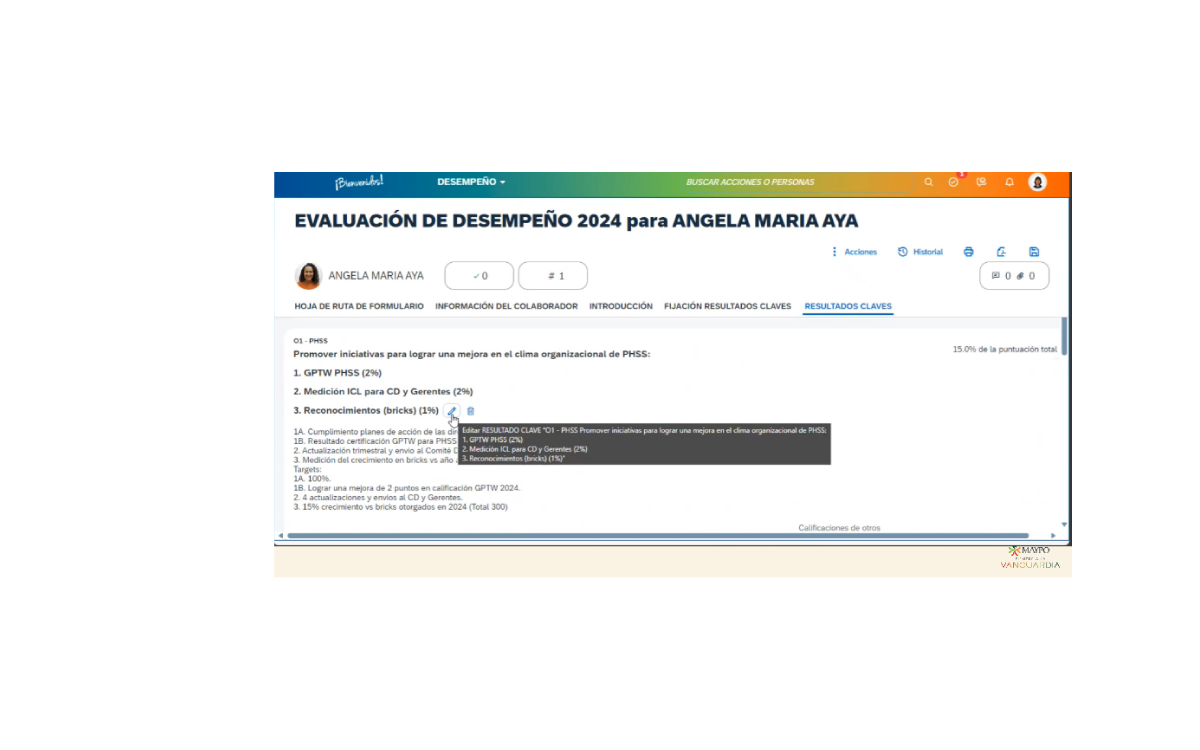 ¡Bienvenidos!
DESEMPEÑO
BUSCAR ACCIONES O PERSONAS
1
EVALUACIÓN DE DESEMPEÑO 2024 para ANGELA MARIA AYA
Acciones
Historial
ANGELA MARIA AYA
0
# 1
0
0
HOJA DE RUTA DE FORMULARIO
INFORMACIÓN DEL COLABORADOR
INTRODUCCIÓN
FIJACIÓN RESULTADOS CLAVES
RESULTADOS CLAVES
O1 - PHSS
Promover iniciativas para lograr una mejora en el clima organizacional de PHSS:
15.0% de la puntuación total
1. GPTW PHSS (2%)
2. Medición ICL para CD y Gerentes (2%)
3. Reconocimientos (bricks) (1%)
1A. Cumplimiento planes de acción de las
1B. Resultado certificación GPTW para PHSS
2. Actualización trimestral y envio al Comité
3. Medición del crecimiento en bricks vs año
Editar RESULTADO CLAVE "O1 - PHSS Promover iniciativas para lograr una mejora en el clima organizacional de PHSS:
1. GPTW PHSS (2%)
2. Medición ICL para CD y Gerentes (2%)
3. Reconocimientos (bricks) (1%)"
Targets:
1A. 100%.
1B. Lograr una mejora de 2 puntos en calificación GPTW 2024.
2. 4 actualizaciones y envios al CD y Gerentes.
3. 15% crecimiento vs bricks otorgados en 2024 (Total 300)
Calificaciones de otros
MAYPO
VANGUARDIA